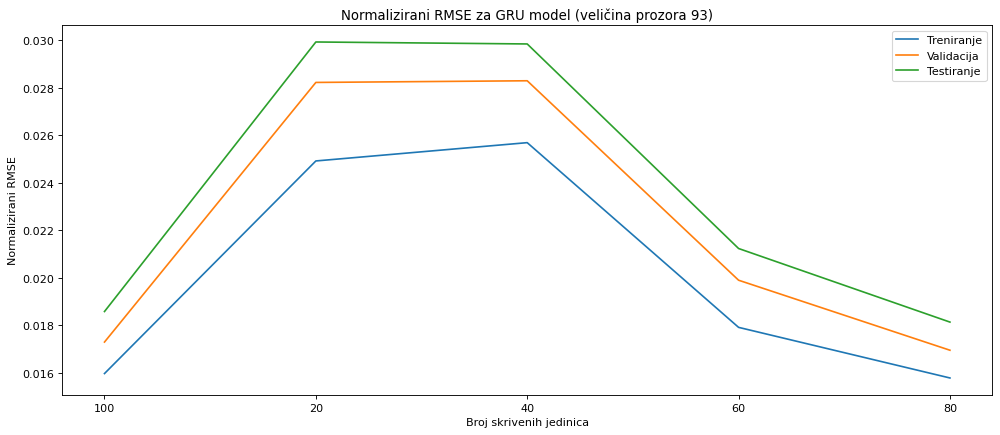 Normalizirani RMSE za GRU model (veličina prozora 93)
Treniranje
Validacija
Testiranje
Normalizirani RMSE
0.030
0.028
0.026
0.024
0.022
0.020
0.018
0.016
100 20 40 60 80
Broj skrivenih jedinica